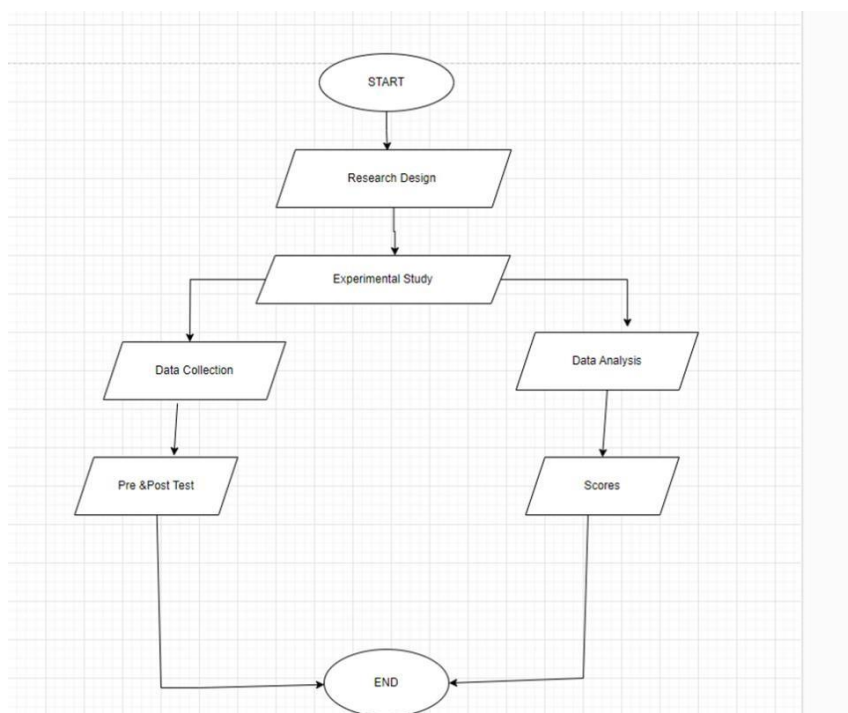 START
Research Design
Experimental Study
Data Collection
Data Analysis
Pre &Post Test
Scores
END